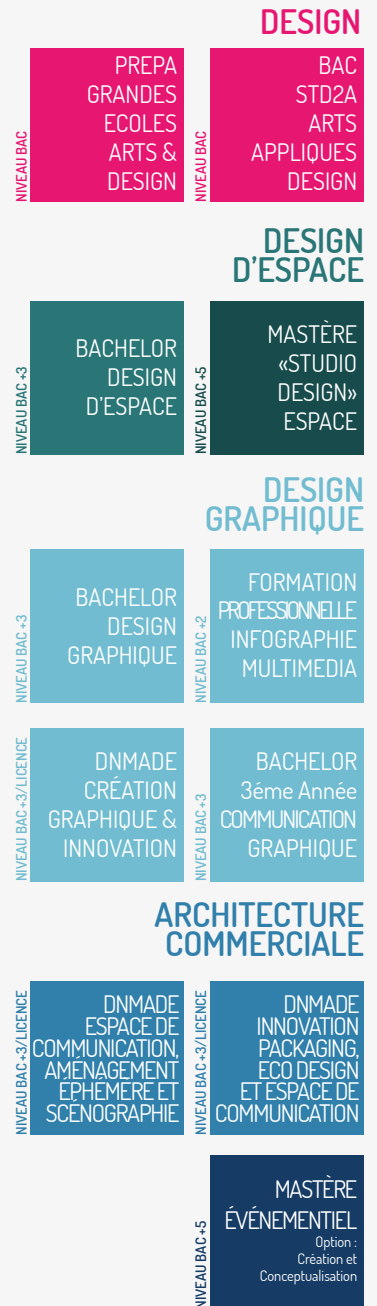 DESIGN
NIVEAU BAC
PREPA
GRANDES
ECOLES
ARTS &
DESIGN
NIVEAU BAC
BAC
STD2A
ARTS
APPLIQUES
DESIGN
DESIGN
D'ESPACE
NIVEAU BAC +3
BACHELOR
DESIGN
D'ESPACE
NIVEAU BAC +5
MASTÈRE
«STUDIO
DESIGN»
ESPACE
DESIGN
GRAPHIQUE
NIVEAU BAC +3
BACHELOR
DESIGN
GRAPHIQUE
NIVEAU BAC +2
FORMATION
PROFESSIONNELLE
INFOGRAPHIE
MULTIMEDIA
NIVEAU BAC +3/LICENCE
DNMADE
CRÉATION
GRAPHIQUE &
INNOVATION
NIVEAU BAC +3
BACHELOR
3éme Année
COMMUNICATION
GRAPHIQUE
ARCHITECTURE
COMMERCIALE
NIVEAU BAC +3/LICENCE
DNMADE
ESPACE DE
COMMUNICATION,
AMÉNAGEMENT
ÉPHÉMÈRE ET
SCÉNOGRAPHIE
NIVEAU BAC +3/LICENCE
DNMADE
INNOVATION
PACKAGING,
ECO DESIGN
ET ESPACE DE
COMMUNICATION
NIVEAU BAC +5
MASTÈRE
ÉVÉNEMENTIEL
Option :
Création et
Conceptualisation